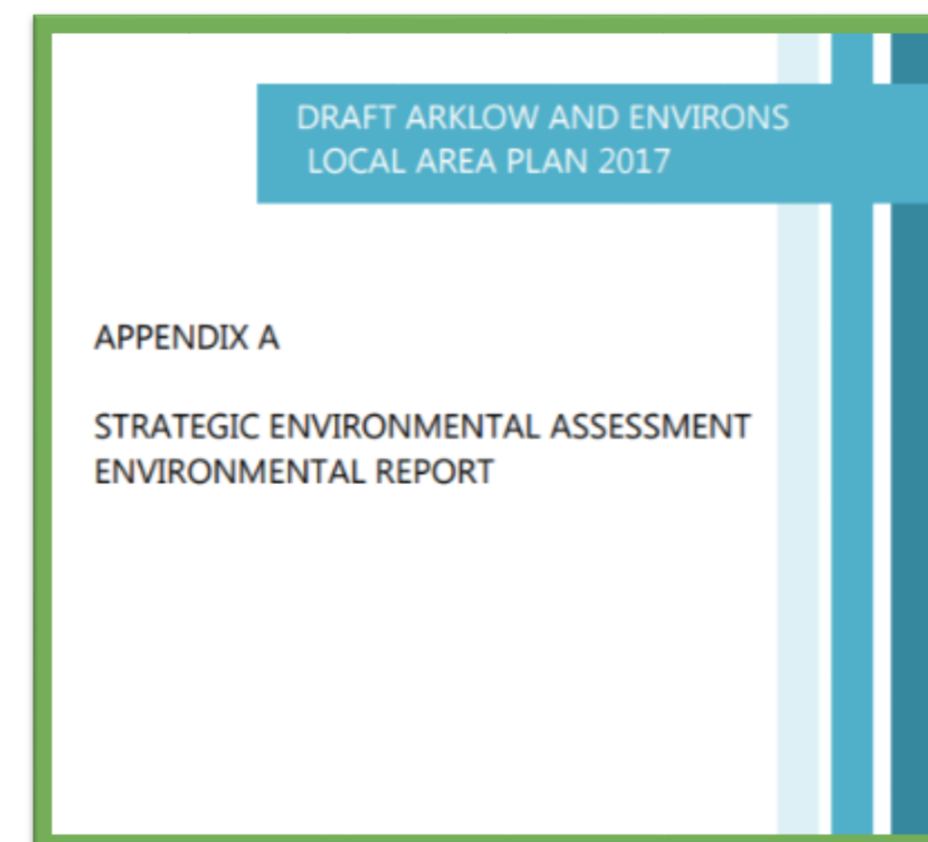 DRAFT ARKLOW AND ENVIRONS
LOCAL AREA PLAN 2017
APPENDIX A
STRATEGIC ENVIRONMENTAL ASSESSMENT
ENVIRONMENTAL REPORT